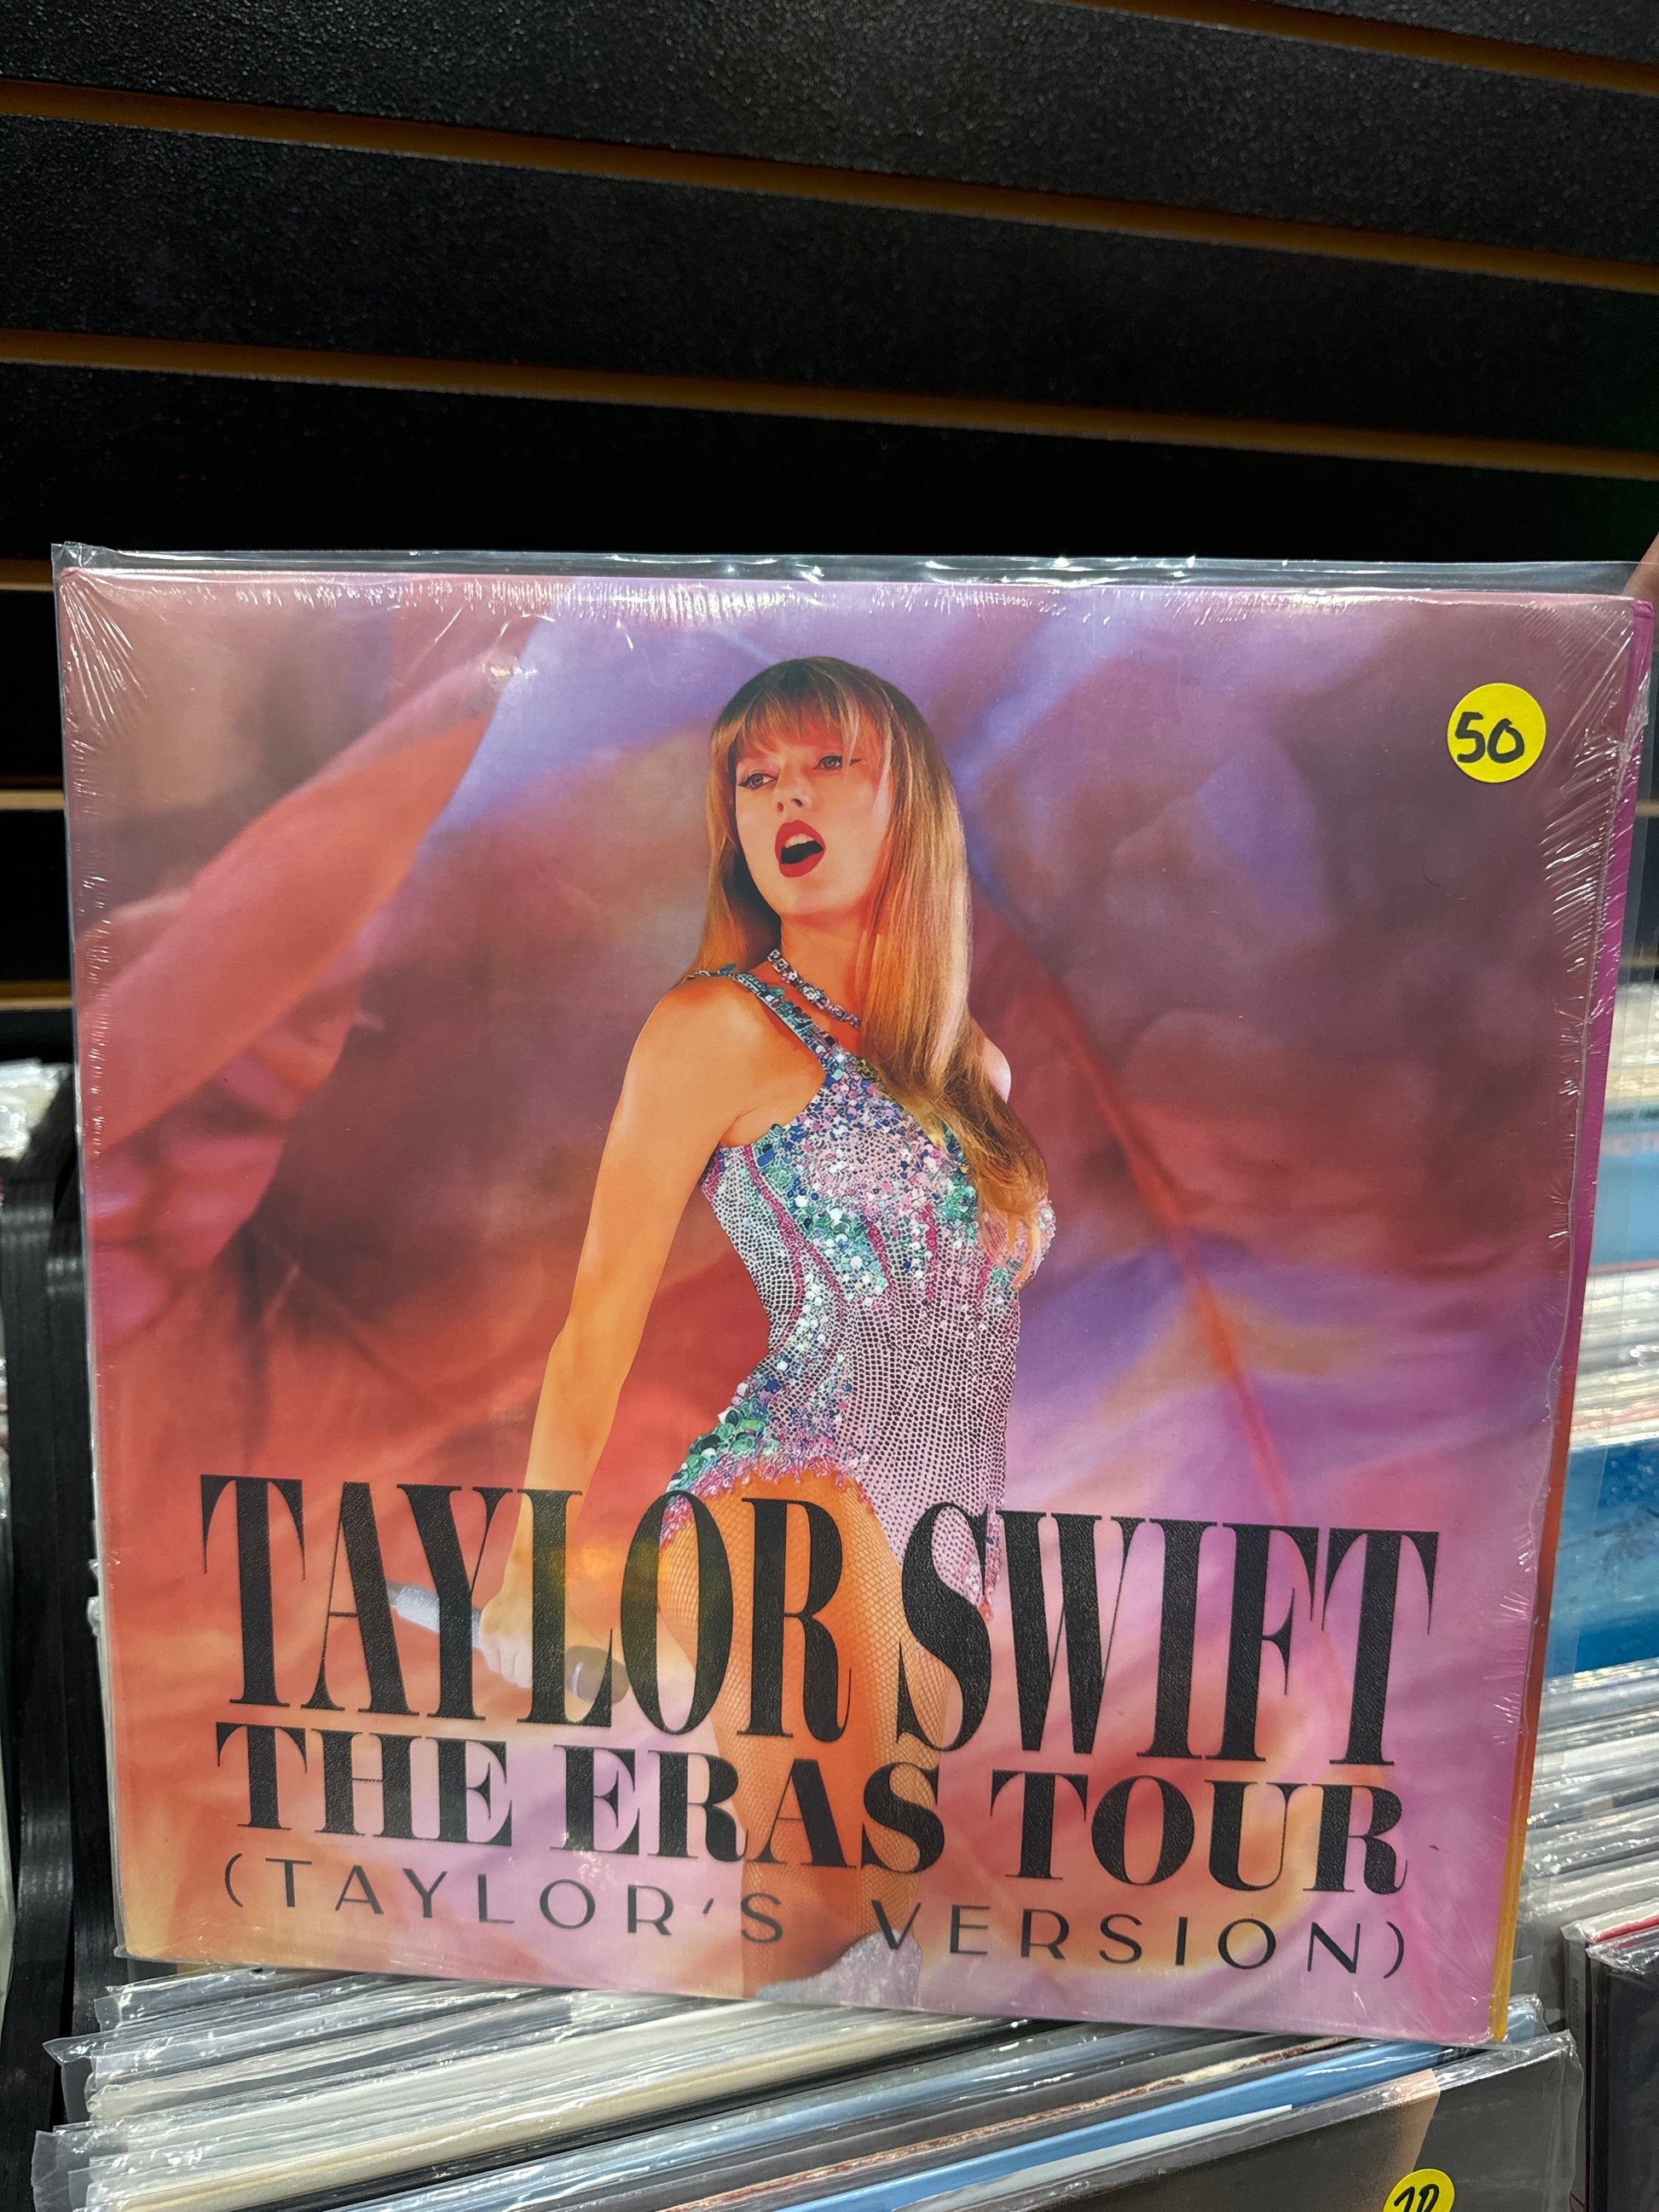 50
TAYLOR SWIFT
THE ERAS TOUR
(TAYLOR'S VERSION)